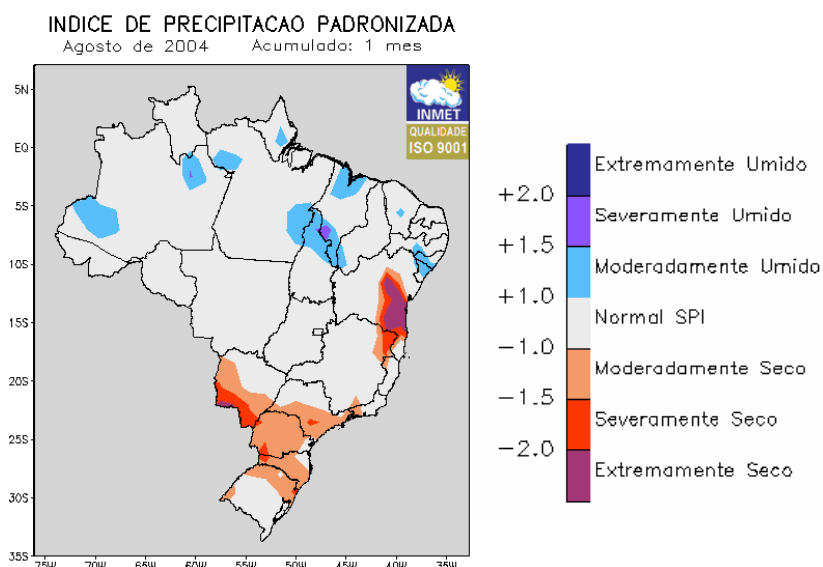 INDICE DE PRECIPITACAO PADRONIZADA
Agosto de 2004 Acumulado: 1 mes
INMET
QUALIDADE
ISO 9001
5N
EQ
5S
10S
15S
20S
25S
30S
35S
75W 70W 65W 60W 55W 50W 45W 40W 35W
Extremamente Umido
+2.0
Severamente Umido
+1.5
Moderadamente Umido
+1.0
Normal SPI
−1.0
Moderadamente Seco
−1.5
Severamente Seco
−2.0
Extremamente Seco